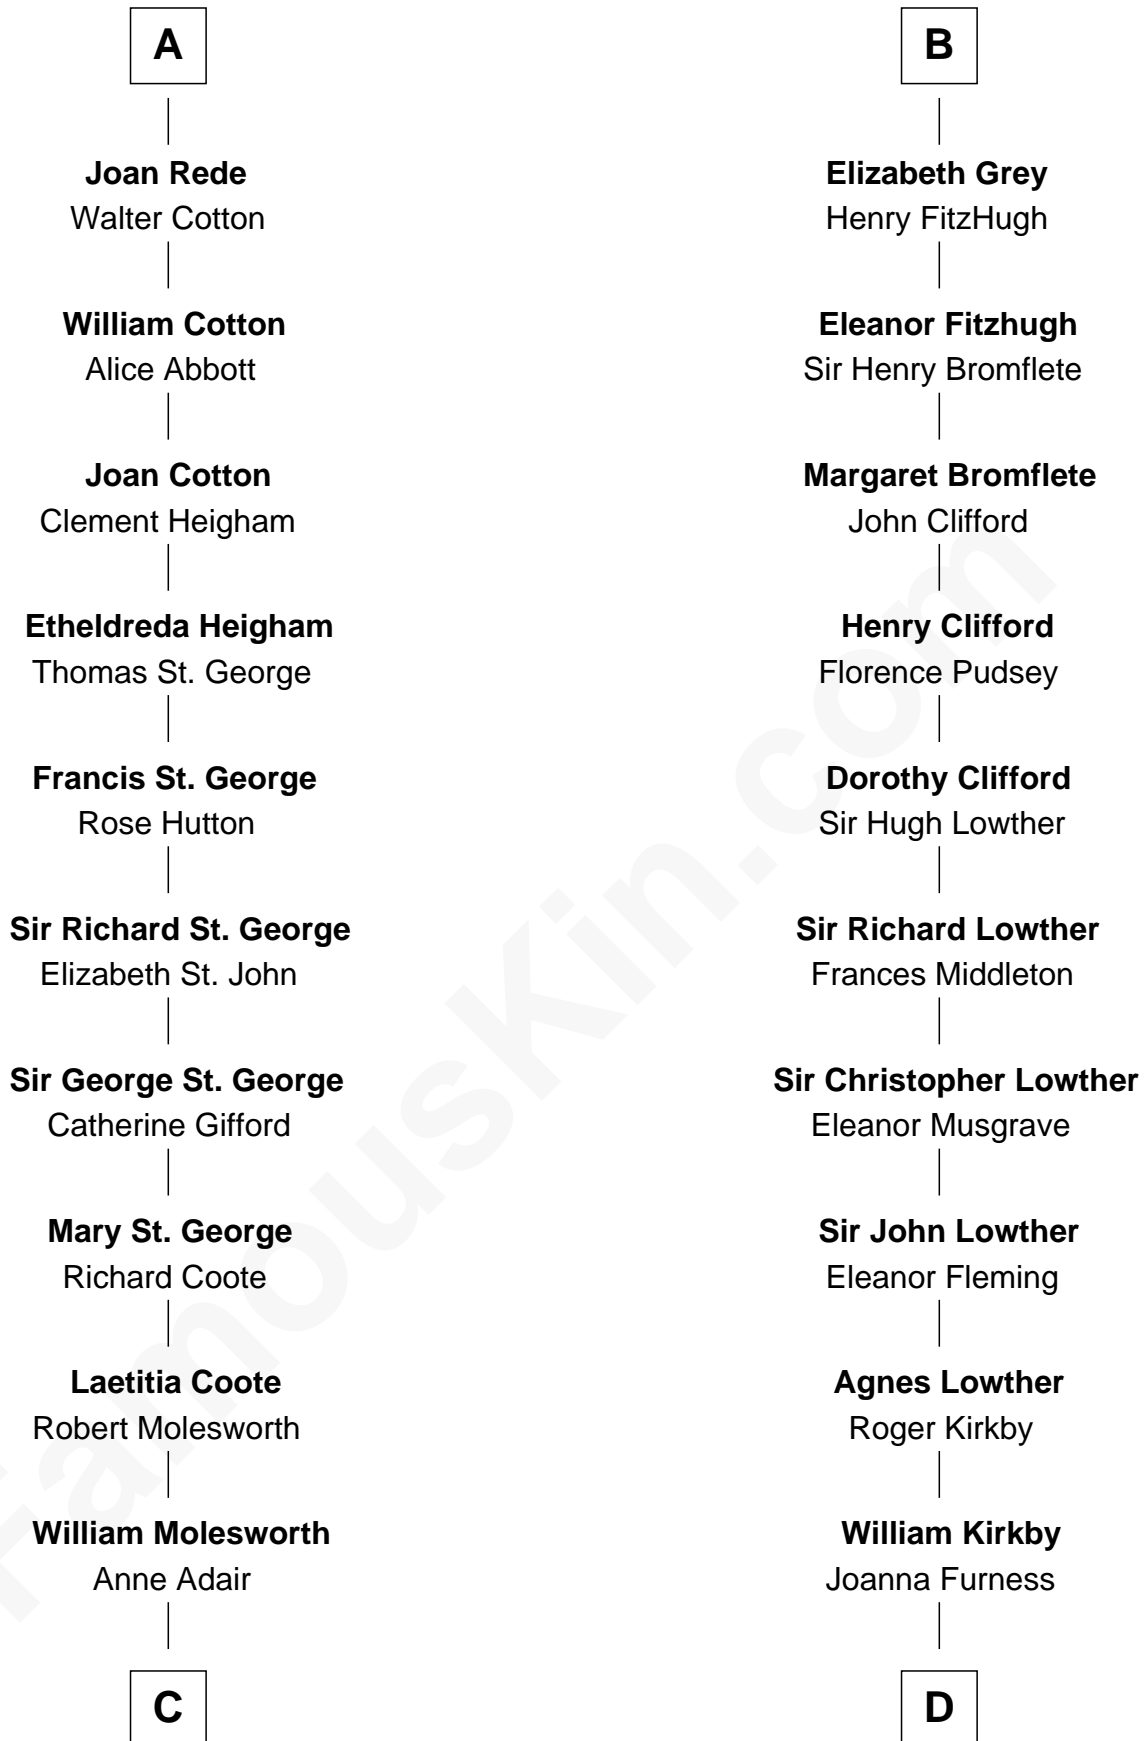 A
Joan Rede
Walter Cotton
William Cotton
Alice Abbott
Joan Cotton
Clement Heigham
Etheldreda Heigham
Thomas St. George
Francis St. George
Rose Hutton
Sir Richard St. George
Elizabeth St. John
Sir George St. George
Catherine Gifford
Mary St. George
Richard Coote
Laetitia Coote
Robert Molesworth
William Molesworth
Anne Adair
C
B
Elizabeth Grey
Henry FitzHugh
Eleanor Fitzhugh
Sir Henry Bromflete
Margaret Bromflete
John Clifford
Henry Clifford
Florence Pudsey
Dorothy Clifford
Sir Hugh Lowther
Sir Richard Lowther
Frances Middleton
Sir Christopher Lowther
Eleanor Musgrave
Sir John Lowther
Eleanor Fleming
Agnes Lowther
Roger Kirkby
William Kirkby
Joanna Furness
D
FamousKin.com